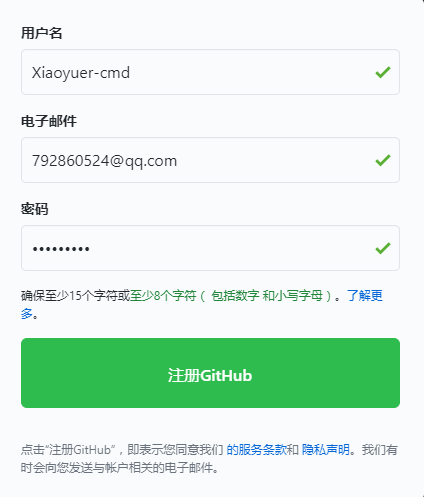 用户名
Xiaoyuer-cmd
电子邮件
792860524@qq.com
密码
•••••••••
确保至少15个字符或至少8个字符（ 包括数字 和小写字母）。了解更
多。
注册GitHub
点击“注册GitHub”，即表示您同意我们 的服务条款和 隐私声明。我们有
时会向您发送与帐户相关的电子邮件。